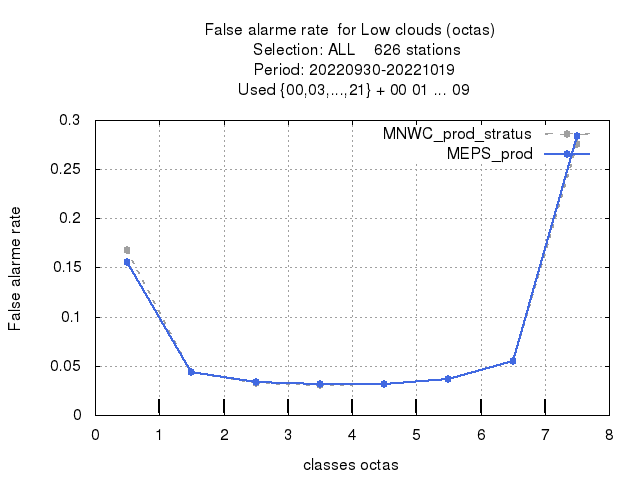 False alarme rate  for Low clouds (octas)
Selection: ALL    626 stations
Period: 20220930-20221019
Used {00,03,...,21} + 00 01 ... 09
MNWC_prod_stratus
MEPS_prod
False alarme rate
0.3
0.25
0.2
0.15
0.1
0.05
0
0 1 2 3 4 5 6 7 8
classes octas